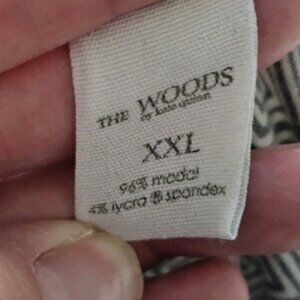 THE WOODS
by kate quinn
XXL
96% modal
4% lycra ® spandex